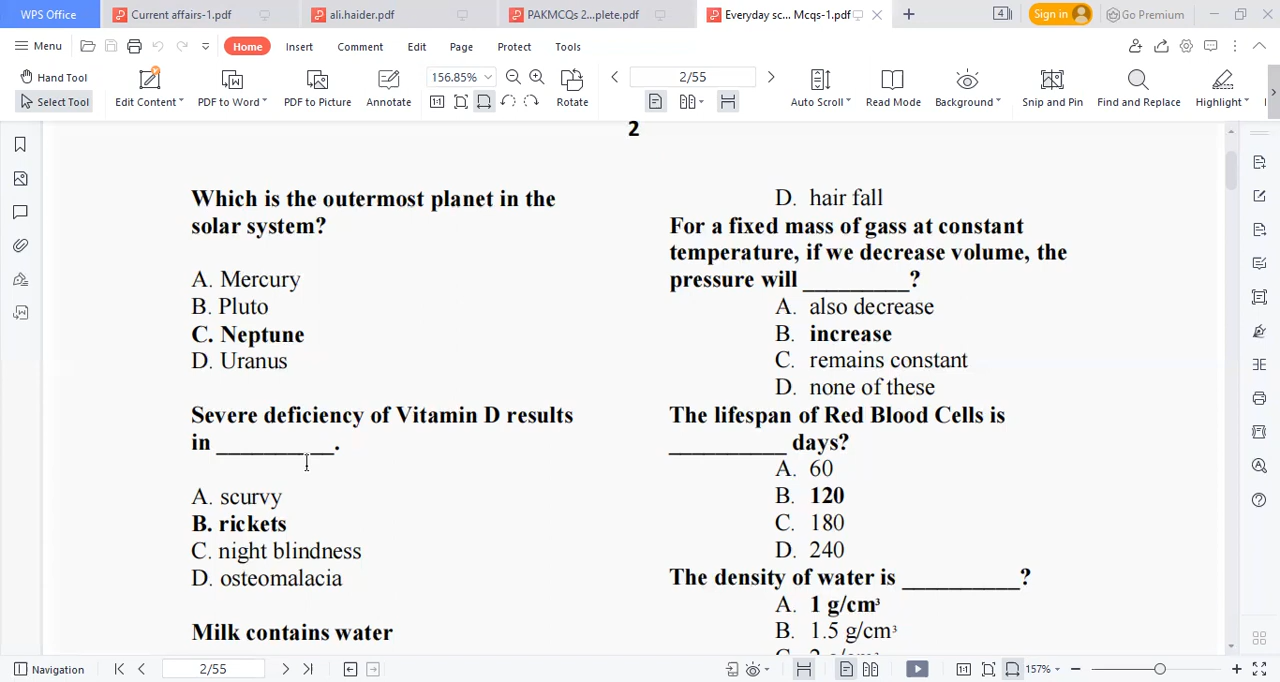 WPS Office
Current affairs-1.pdf
ali.haider.pdf
PAKMCQs 2...plete.pdf
Everyday sc... Mcqs-1.pdf
4
Sign in
Go Premium
Menu
Home
Insert
Comment
Edit
Page
Protect
Tools
Hand Tool
Select Tool
Edit Content
PDF to Word
PDF to Picture
Annotate
156.85%
Rotate
2/55
Auto Scroll
Read Mode
Background
Snip and Pin
Find and Replace
Highlight
2
Which is the outermost planet in the
solar system?
A. Mercury
B. Pluto
C. Neptune
D. Uranus
Severe deficiency of Vitamin D results
in __________.
A. scurvy
B. rickets
C. night blindness
D. osteomalacia
Milk contains water
D. hair fall
For a fixed mass of gass at constant
temperature, if we decrease volume, the
pressure will _________?
A. also decrease
B. increase
C. remains constant
D. none of these
The lifespan of Red Blood Cells is
__________ days?
A. 60
B. 120
C. 180
D. 240
The density of water is __________?
A. 1 g/cm³
B. 1.5 g/cm³
Navigation
2/55
157%